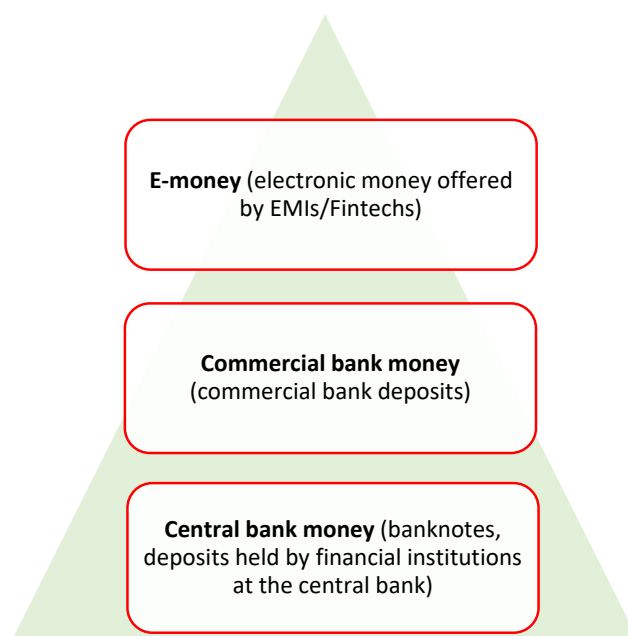 E-money (electronic money offered
by EMIs/Fintechs)
Commercial bank money
(commercial bank deposits)
Central bank money (banknotes,
deposits held by financial institutions
at the central bank)